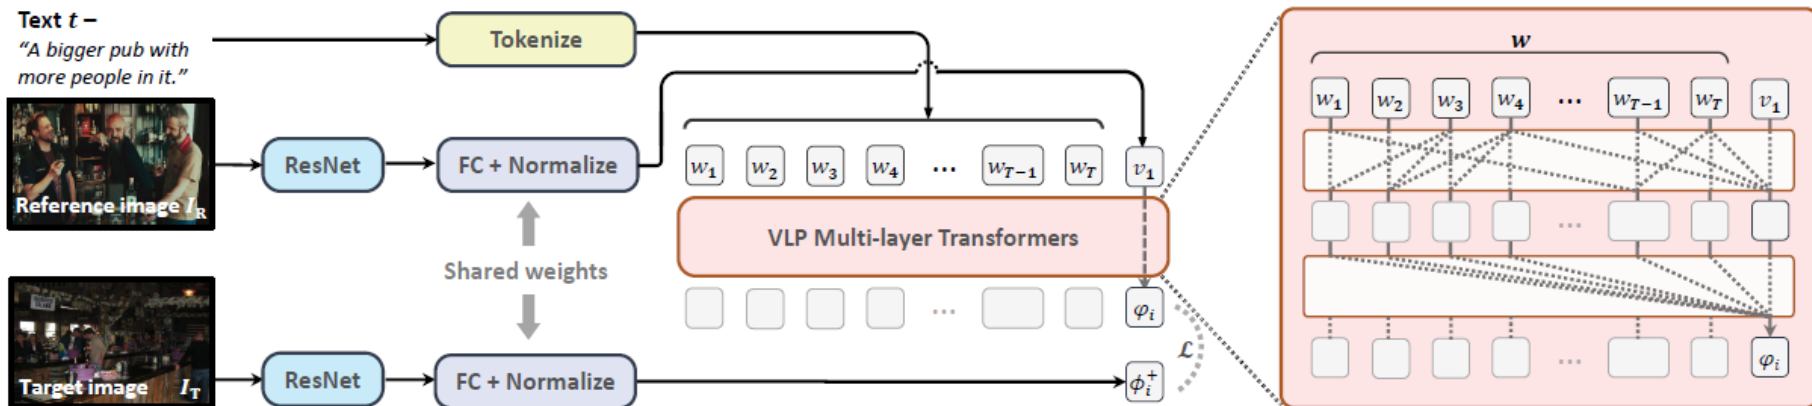 Text t –
“A bigger pub with
more people in it.”
Tokenize
Reference image I_R
ResNet
FC + Normalize
w_1 w_2 w_3 w_4 ... w_{T-1} w_T v_1
VLP Multi-layer Transformers
Shared weights
... φ_i
ℒ
Target image I_T
ResNet
FC + Normalize
ϕ_i^+
w
w_1 w_2 w_3 w_4 ... w_{T-1} w_T v_1
...
... φ_i